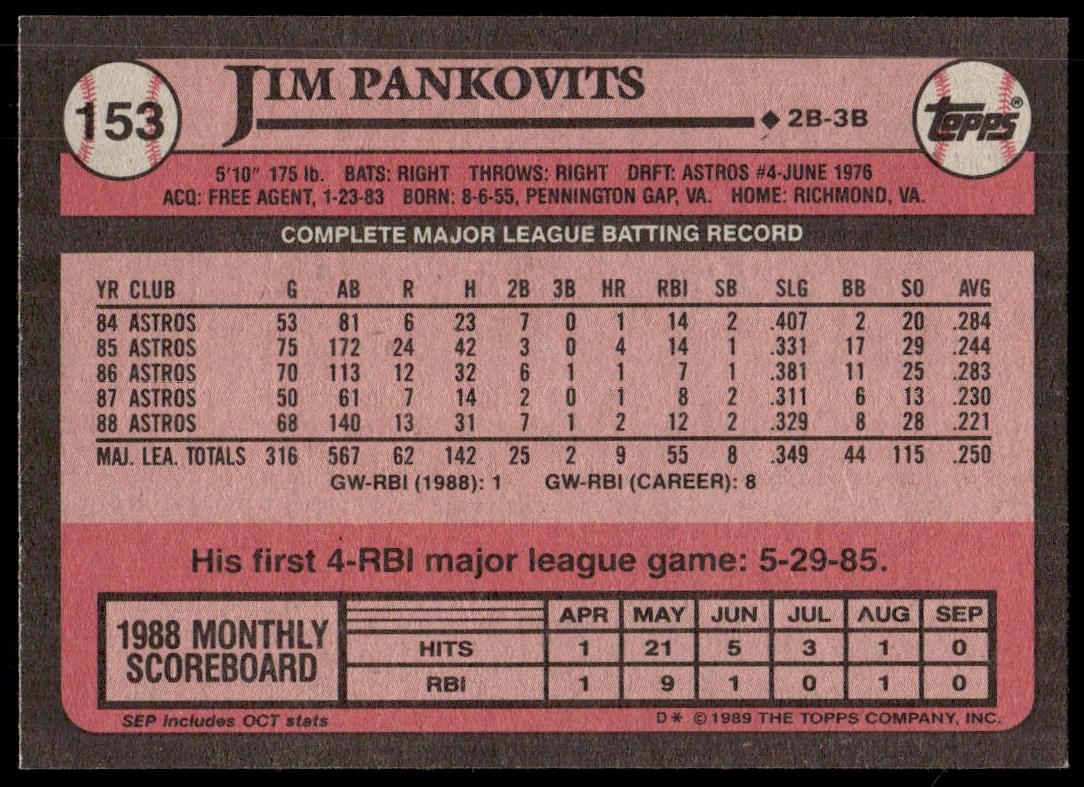 153
JIM PANKOVITS
◆ 2B-3B
TOPPS®
5'10" 175 lb. BATS: RIGHT THROWS: RIGHT DRFT: ASTROS #4-JUNE 1976
ACQ: FREE AGENT, 1-23-83 BORN: 8-6-55, PENNINGTON GAP, VA. HOME: RICHMOND, VA.
COMPLETE MAJOR LEAGUE BATTING RECORD
YR CLUB G AB R H 2B 3B HR RBI SB SLG BB SO AVG
84 ASTROS 53 81 6 23 7 0 1 14 2 .407 2 20 .284
85 ASTROS 75 172 24 42 3 0 4 14 1 .331 17 29 .244
86 ASTROS 70 113 12 32 6 1 1 7 1 .381 11 25 .283
87 ASTROS 50 61 7 14 2 0 1 8 2 .311 6 13 .230
88 ASTROS 68 140 13 31 7 1 2 12 2 .329 8 28 .221
MAJ. LEA. TOTALS 316 567 62 142 25 2 9 55 8 .349 44 115 .250
GW-RBI (1988): 1 GW-RBI (CAREER): 8
His first 4-RBI major league game: 5-29-85.
1988 MONTHLY
SCOREBOARD
APR MAY JUN JUL AUG SEP
HITS 1 21 5 3 1 0
RBI 1 9 1 0 1 0
SEP includes OCT stats
D* ©1989 THE TOPPS COMPANY, INC.